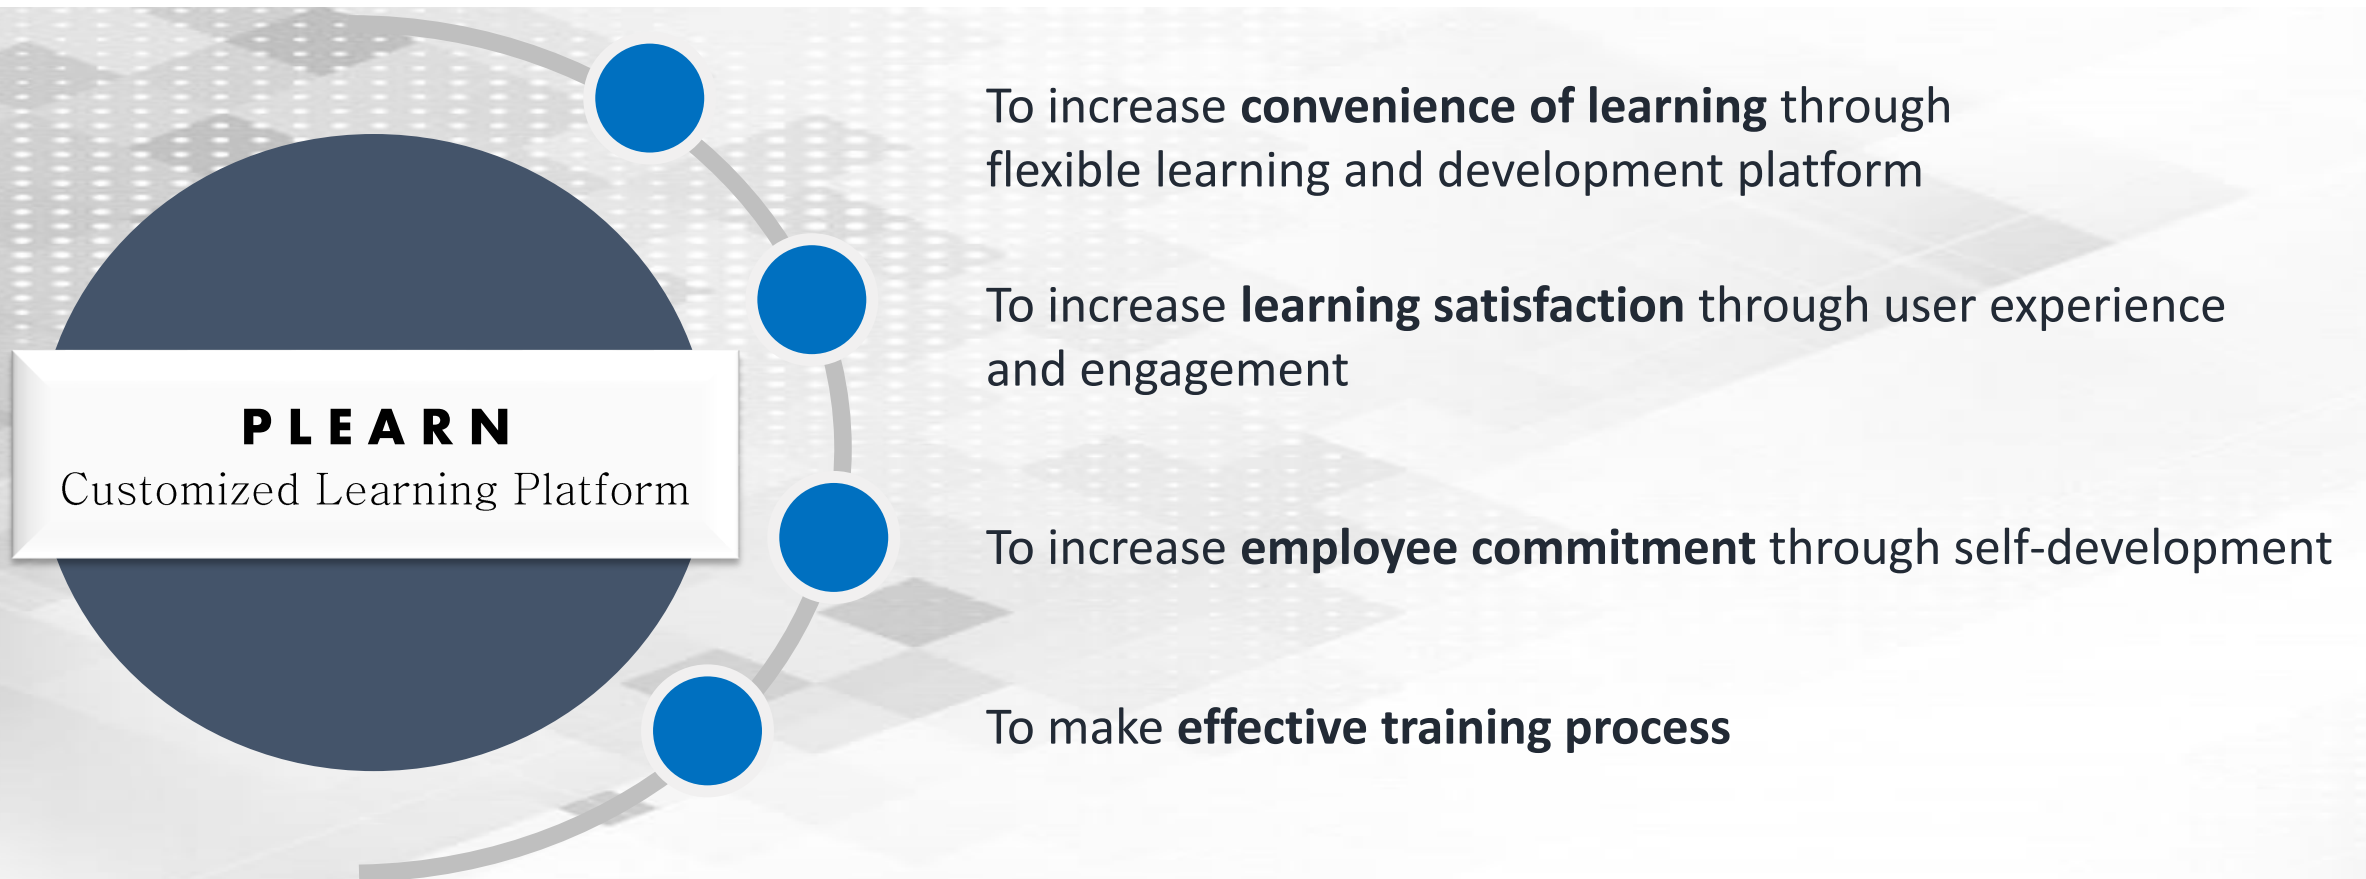 To increase convenience of learning through
flexible learning and development platform
To increase learning satisfaction through user experience
and engagement
PLEARN
Customized Learning Platform
To increase employee commitment through self-development
To make effective training process